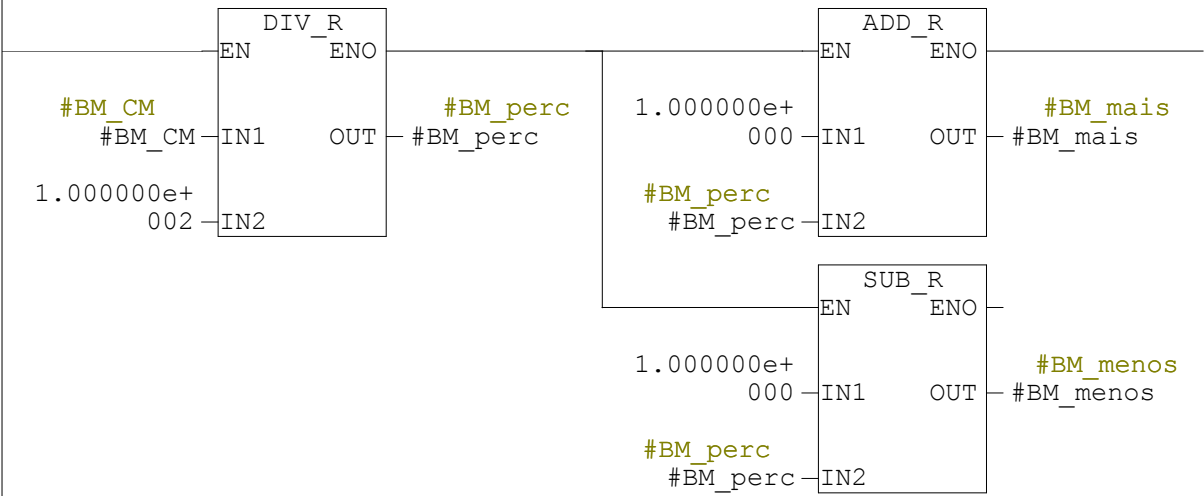 DIV_R
EN ENO
#BM_CM
#BM_CM IN1 OUT #BM_perc
#BM_perc
1.000000e+
002 IN2
ADD_R
EN ENO
1.000000e+
000 IN1 OUT #BM_mais
#BM_mais
#BM_perc
#BM_perc IN2
SUB_R
EN ENO
1.000000e+
000 IN1 OUT #BM_menos
#BM_menos
#BM_perc
#BM_perc IN2